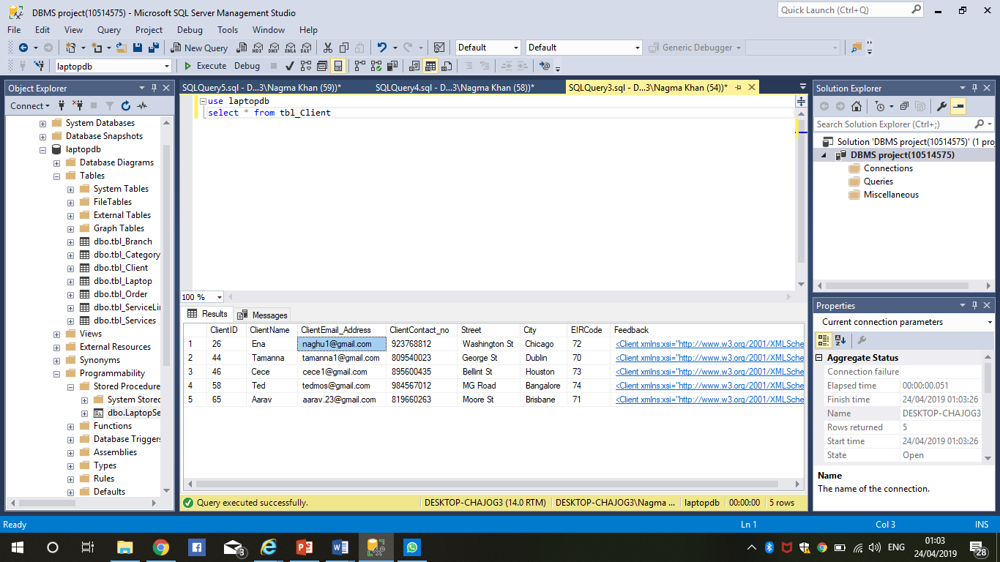 DBMS project(10514575) - Microsoft SQL Server Management Studio
Quick Launch (Ctrl+Q)
File Edit View Query Project Debug Tools Window Help
New Query MDX DMX XMLA DAX Default Default Generic Debugger
laptopdb Execute Debug
Object Explorer
Connect
System Databases
Database Snapshots
laptopdb
Database Diagrams
Tables
System Tables
FileTables
External Tables
Graph Tables
dbo.tbl_Branch
dbo.tbl_Category
dbo.tbl_Client
dbo.tbl_Laptop
dbo.tbl_Order
dbo.tbl_ServiceLi
dbo.tbl_Services
Views
External Resources
Synonyms
Programmability
Stored Procedure
System Stored
dbo.LaptopSe
Functions
Database Triggers
Assemblies
Types
Rules
Defaults
SQLQuery5.sql - D...3\Nagma Khan (59))* SQLQuery4.sql - D...3\Nagma Khan (58))* SQLQuery3.sql - D...3\Nagma Khan (54))*
use laptopdb
select * from tbl_Client
100 %
Results Messages
ClientID ClientName ClientEmail_Address ClientContact_no Street City EIRCode Feedback
1 26 Ena naghu1@gmail.com 923768812 Washington St Chicago 72 <Client xmlns:xsi="http://www.w3.org/2001/XMLSche
2 44 Tamanna tamanna1@gmail.com 809540023 George St Dublin 70 <Client xmlns:xsi="http://www.w3.org/2001/XMLSche
3 46 Cece cece1@gmail.com 895600435 Bellint St Houston 73 <Client xmlns:xsi="http://www.w3.org/2001/XMLSche
4 58 Ted tedmos@gmail.com 984567012 MG Road Bangalore 74 <Client xmlns:xsi="http://www.w3.org/2001/XMLSche
5 65 Aarav aarav.23@gmail.com 819660263 Moore St Brisbane 71 <Client xmlns:xsi="http://www.w3.org/2001/XMLSche
Query executed successfully. DESKTOP-CHAJOG3 (14.0 RTM) DESKTOP-CHAJOG3\Nagma ... laptopdb 00:00:00 5 rows
Solution Explorer
Search Solution Explorer (Ctrl+;)
Solution 'DBMS project(10514575)' (1 pro
DBMS project(10514575)
Connections
Queries
Miscellaneous
Properties
Current connection parameters
Aggregate Status
Connection failure
Elapsed time 00:00:00.051
Finish time 24/04/2019 01:03:26
Name DESKTOP-CHAJOG3
Rows returned 5
Start time 24/04/2019 01:03:26
State Open
Name
The name of the connection.
Ready Ln 1 Col 3 INS
3 ENG 01:03
24/04/2019 28